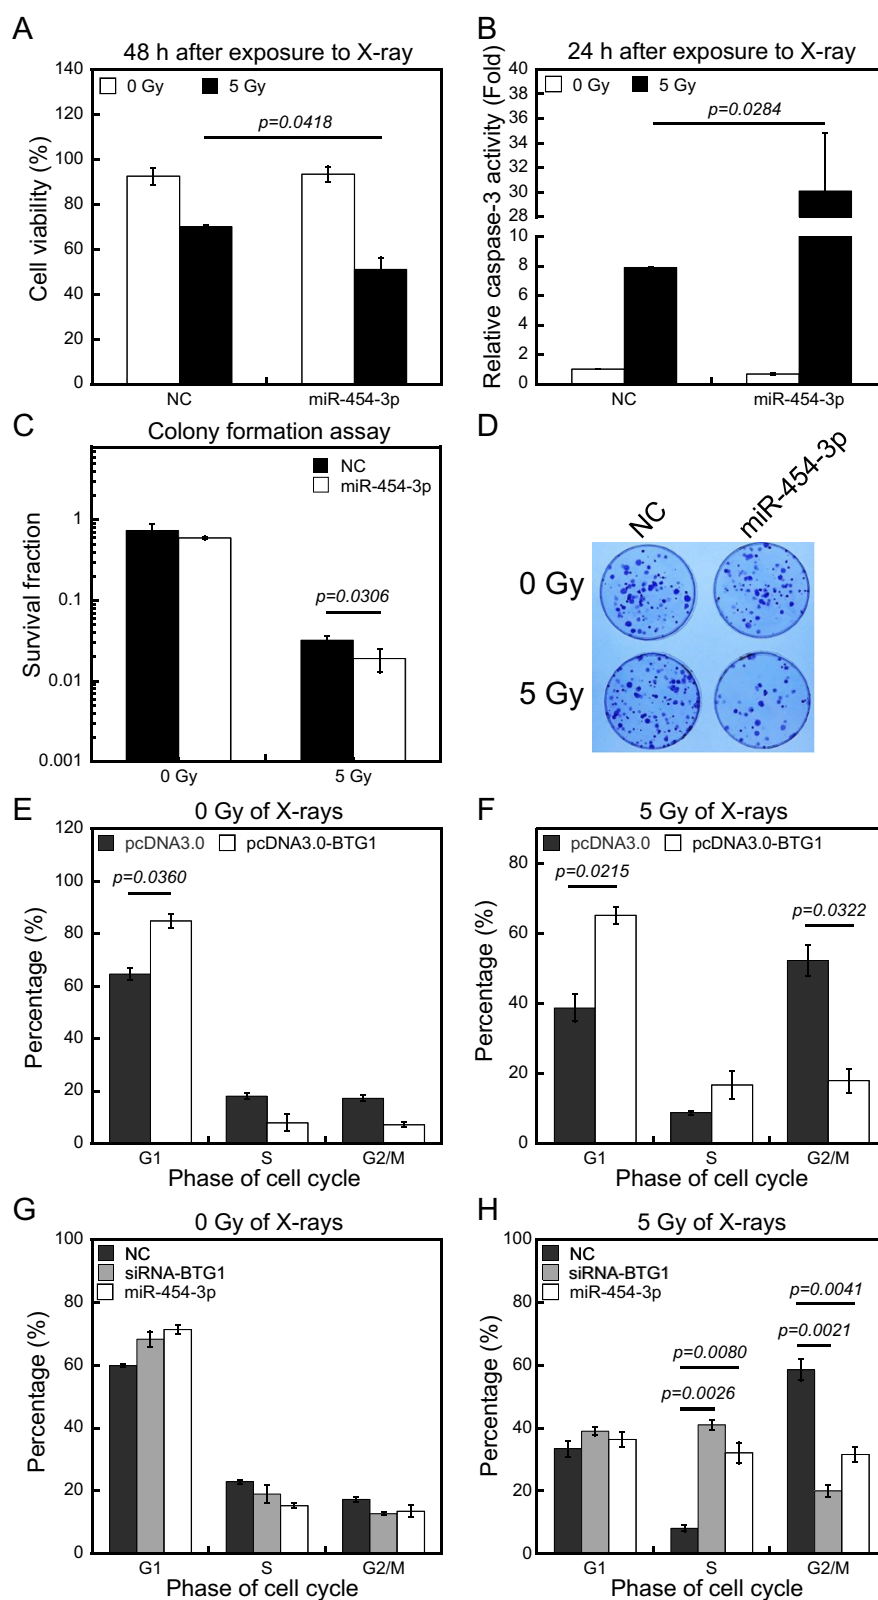 A
48 h after exposure to X-ray
Cell viability (%)
140
120
100
80
60
40
20
0
0 Gy
5 Gy
p=0.0418
NC
miR-454-3p
B
24 h after exposure to X-ray
Relative caspase-3 activity (Fold)
40
38
36
34
32
30
28
10
8
6
4
2
0
0 Gy
5 Gy
p=0.0284
NC
miR-454-3p
C
Colony formation assay
Survival fraction
1
0.1
0.01
0.001
NC
miR-454-3p
p=0.0306
0 Gy
5 Gy
D
NC
miR-454-3p
0 Gy
5 Gy
E
0 Gy of X-rays
Percentage (%)
120
100
80
60
40
20
0
pcDNA3.0
pcDNA3.0-BTG1
p=0.0360
G1
S
G2/M
Phase of cell cycle
F
5 Gy of X-rays
Percentage (%)
80
60
40
20
0
pcDNA3.0
pcDNA3.0-BTG1
p=0.0215
p=0.0322
G1
S
G2/M
Phase of cell cycle
G
0 Gy of X-rays
Percentage (%)
100
80
60
40
20
0
NC
siRNA-BTG1
miR-454-3p
G1
S
G2/M
Phase of cell cycle
H
5 Gy of X-rays
Percentage (%)
100
80
60
40
20
0
NC
siRNA-BTG1
miR-454-3p
p=0.0041
p=0.0021
p=0.0080
p=0.0026
G1
S
G2/M
Phase of cell cycle